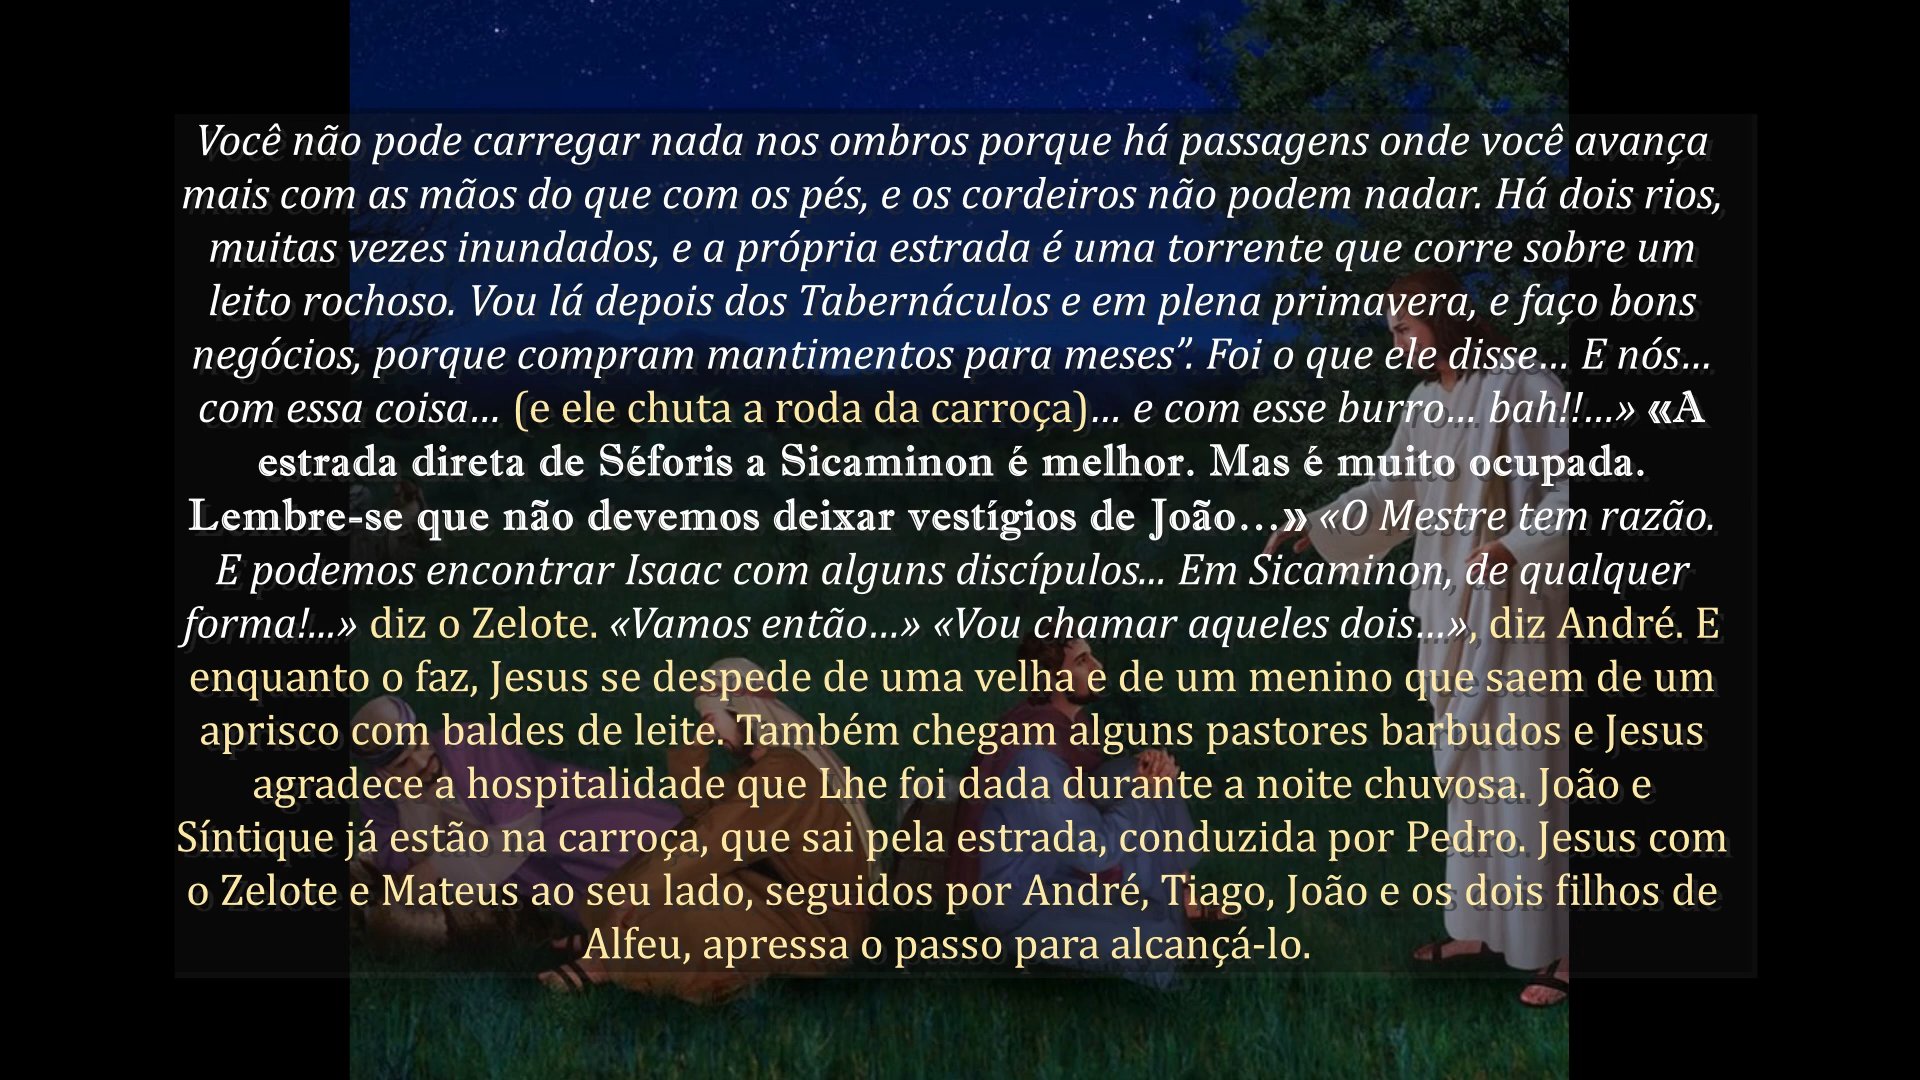 Você não pode carregar nada nos ombros porque há passagens onde você avança
mais com as mãos do que com os pés, e os cordeiros não podem nadar. Há dois rios,
muitas vezes inundados, e a própria estrada é uma torrente que corre sobre um
leito rochoso. Vou lá depois dos Tabernáculos e em plena primavera, e faço bons
negócios, porque compram mantimentos para meses”. Foi o que ele disse… E nós…
com essa coisa… (e ele chuta a roda da carroça)… e com esse burro… bah!!…» «A
estrada direta de Séforis a Sicaminon é melhor. Mas é muito ocupada.
Lembre-se que não devemos deixar vestígios de João…» «O Mestre tem razão.
E podemos encontrar Isaac com alguns discípulos... Em Sicaminon, de qualquer
forma!...» diz o Zelote. «Vamos então…» «Vou chamar aqueles dois…», diz André. E
enquanto o faz, Jesus se despede de uma velha e de um menino que saem de um
aprisco com baldes de leite. Também chegam alguns pastores barbudos e Jesus
agradece a hospitalidade que Lhe foi dada durante a noite chuvosa. João e
Síntique já estão na carroça, que sai pela estrada, conduzida por Pedro. Jesus com
o Zelote e Mateus ao seu lado, seguidos por André, Tiago, João e os dois filhos de
Alfeu, apressa o passo para alcançá-lo.